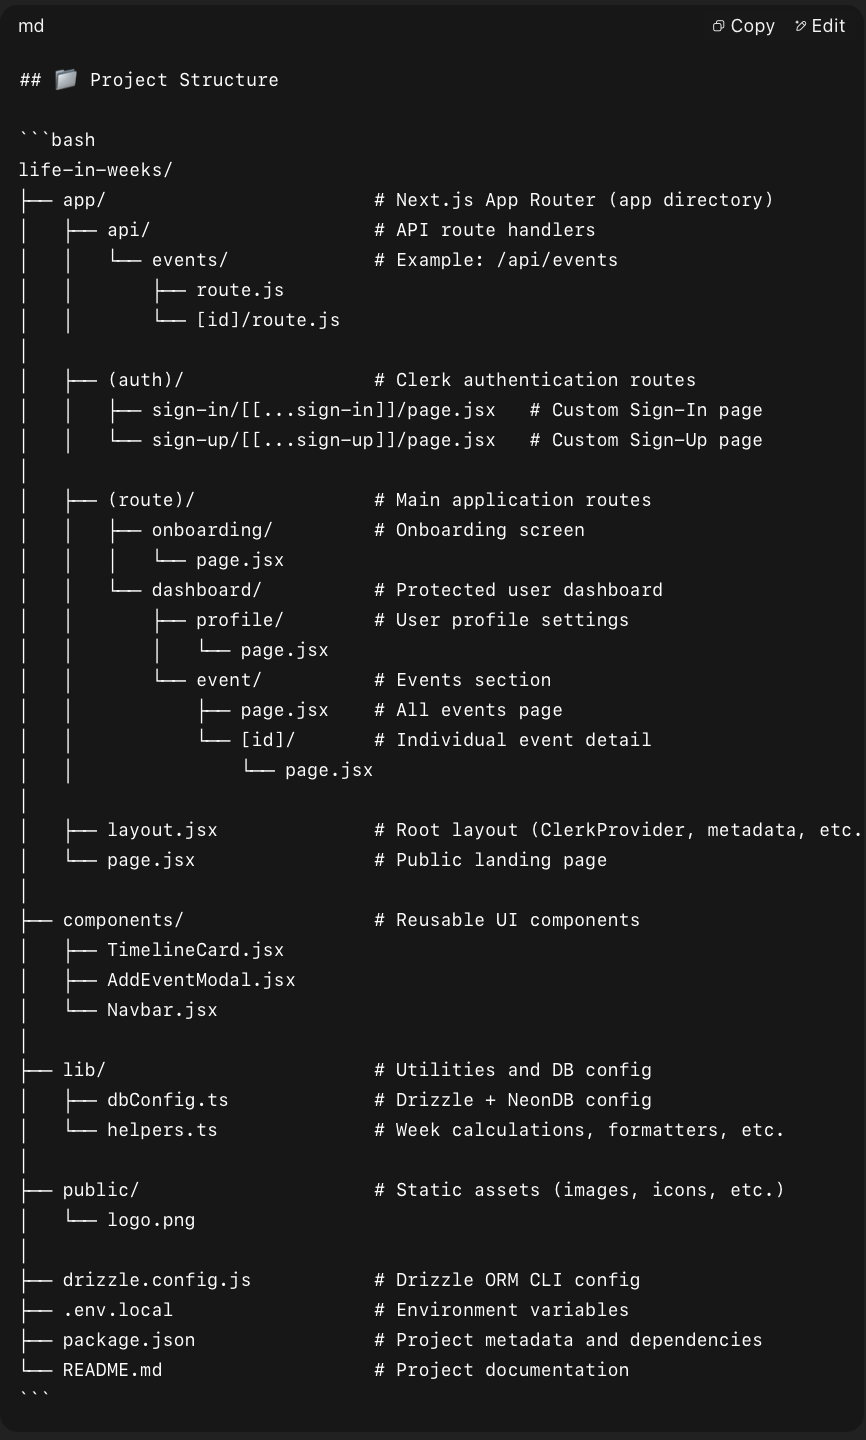 md
Copy Edit
## 📁 Project Structure
```bash
life-in-weeks/
├── app/                        # Next.js App Router (app directory)
│   ├── api/                    # API route handlers
│   │   └── events/             # Example: /api/events
│   │       ├── route.js
│   │       └── [id]/route.js
│
│   ├── (auth)/                 # Clerk authentication routes
│   │   ├── sign-in/[[...sign-in]]/page.jsx   # Custom Sign-In page
│   │   └── sign-up/[[...sign-up]]/page.jsx   # Custom Sign-Up page
│
│   ├── (route)/                # Main application routes
│   │   ├── onboarding/         # Onboarding screen
│   │   │   └── page.jsx
│   │   └── dashboard/          # Protected user dashboard
│   │       ├── profile/        # User profile settings
│   │       │   └── page.jsx
│   │       └── event/          # Events section
│   │           ├── page.jsx    # All events page
│   │           └── [id]/       # Individual event detail
│   │               └── page.jsx
│
│   ├── layout.jsx              # Root layout (ClerkProvider, metadata, etc.
│   └── page.jsx                # Public landing page
│
├── components/                 # Reusable UI components
│   ├── TimelineCard.jsx
│   ├── AddEventModal.jsx
│   └── Navbar.jsx
│
├── lib/                        # Utilities and DB config
│   ├── dbConfig.ts             # Drizzle + NeonDB config
│   └── helpers.ts              # Week calculations, formatters, etc.
│
├── public/                     # Static assets (images, icons, etc.)
│   └── logo.png
│
├── drizzle.config.js           # Drizzle ORM CLI config
├── .env.local                  # Environment variables
├── package.json                # Project metadata and dependencies
└── README.md                   # Project documentation
```